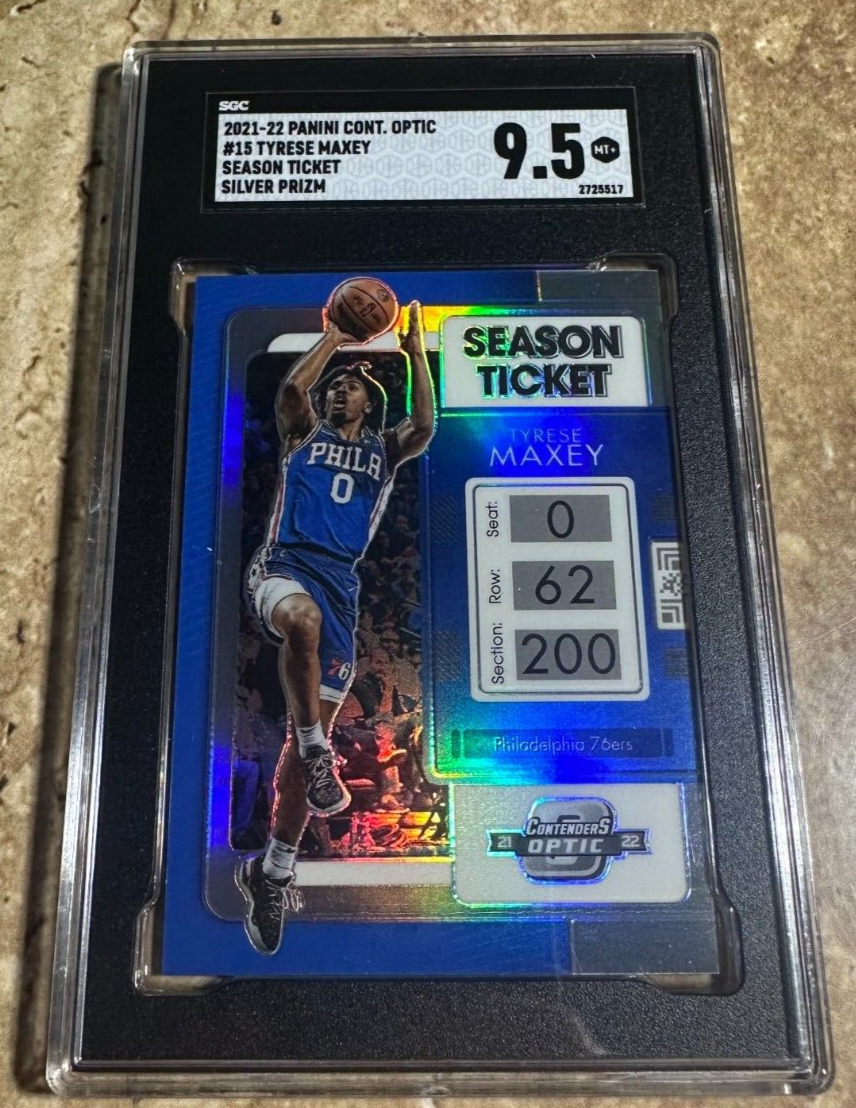 SGC
2021-22 PANINI CONT. OPTIC
#15 TYRESE MAXEY
SEASON TICKET
SILVER PRIZM
9.5
MT+
2725517
SEASON
TICKET
TYRESE
MAXEY
PHILA
0
76
Seat: 0
Row: 62
Section: 200
Philadelphia 76ers
CONTENDERS
21 OPTIC 22